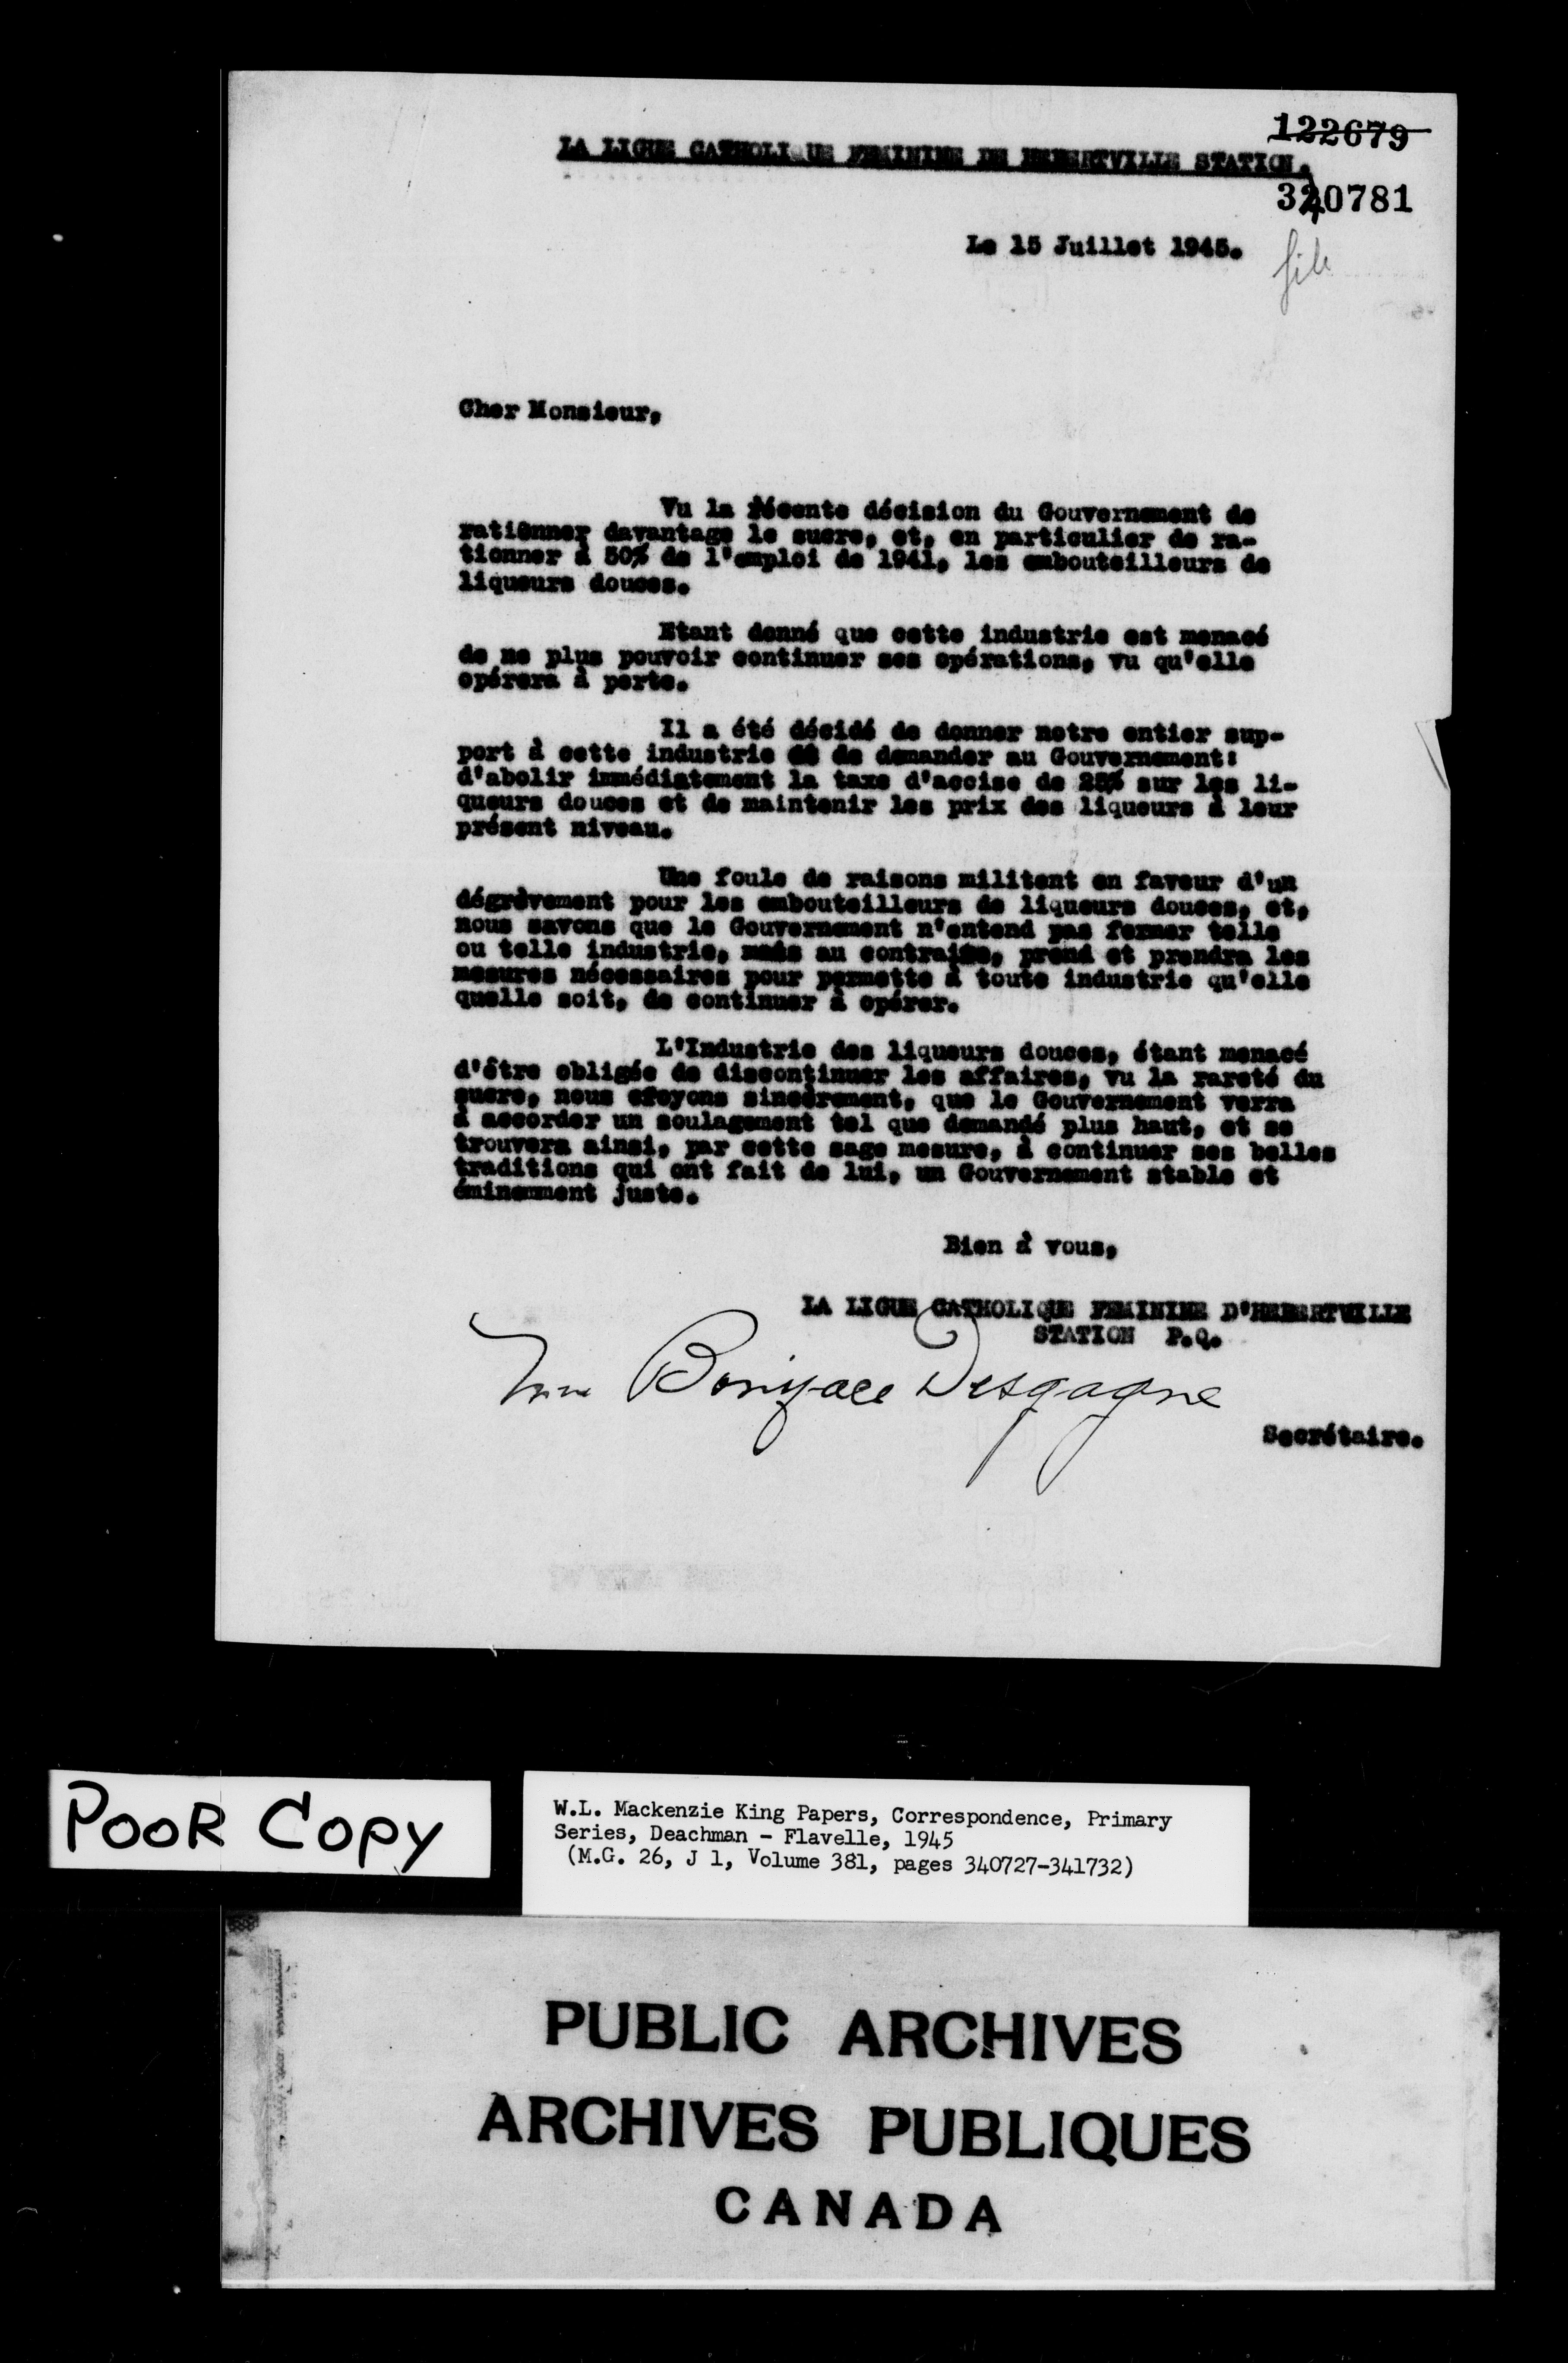 122679
LA LIGUE CATHOLIQUE FEMININE DE HEBERTVILLE STATION.
340781
file
Le 15 Juillet 1945.
Cher Monsieur,
Vu la récente décision du Gouvernement de
rationner davantage le sucre, et, en particulier de ra-
tionner à 50% de l'emploi de 1941, les embouteilleurs de
liqueurs douces.
Etant donné que cette industrie est menacé
de ne plus pouvoir continuer ses opérations, vu qu'elle
opérera à perte.
Il a été décidé de donner notre entier sup-
port à cette industrie et de demander au Gouvernement:
d'abolir immédiatement la taxe d'accise de 25% sur les li-
queurs douces et de maintenir les prix des liqueurs à leur
présent niveau.
Une foule de raisons militent en faveur d'un
dégrèvement pour les embouteilleurs de liqueurs douces, et,
nous savons que le Gouvernement n'entend pas fermer telle
ou telle industrie, mais au contraire, prend et prendra les
mesures nécessaires pour permette à toute industrie qu'elle
quelle soit, de continuer à opérer.
L'Industrie des liqueurs douces, étant menacé
d'être obligée de discontinuer les affaires, vu la rareté du
sucre, nous croyons sincèrement, que le Gouvernement verra
à accorder un soulagement tel que demandé plus haut, et se
trouvera ainsi, par cette sage mesure, à continuer ses belles
traditions qui ont fait de lui, un Gouvernement stable et
éminemment juste.
Bien à vous,
LA LIGUE CATHOLIQUE FEMININE D'HEBERTVILLE
STATION P.Q.
Mme Boniface Desgagne
Secrétaire.
POOR COPY
W.L. Mackenzie King Papers, Correspondence, Primary
Series, Deachman - Flavelle, 1945
(M.G. 26, J 1, Volume 381, pages 340727-341732)
PUBLIC ARCHIVES
ARCHIVES PUBLIQUES
CANADA